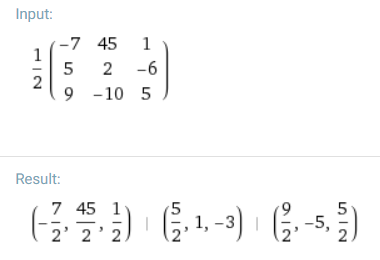 Input:
1/2 (−7 45 1
5 2 −6
9 −10 5)
Result:
(−7/2, 45/2, 1/2) | (5/2, 1, −3) | (9/2, −5, 5/2)